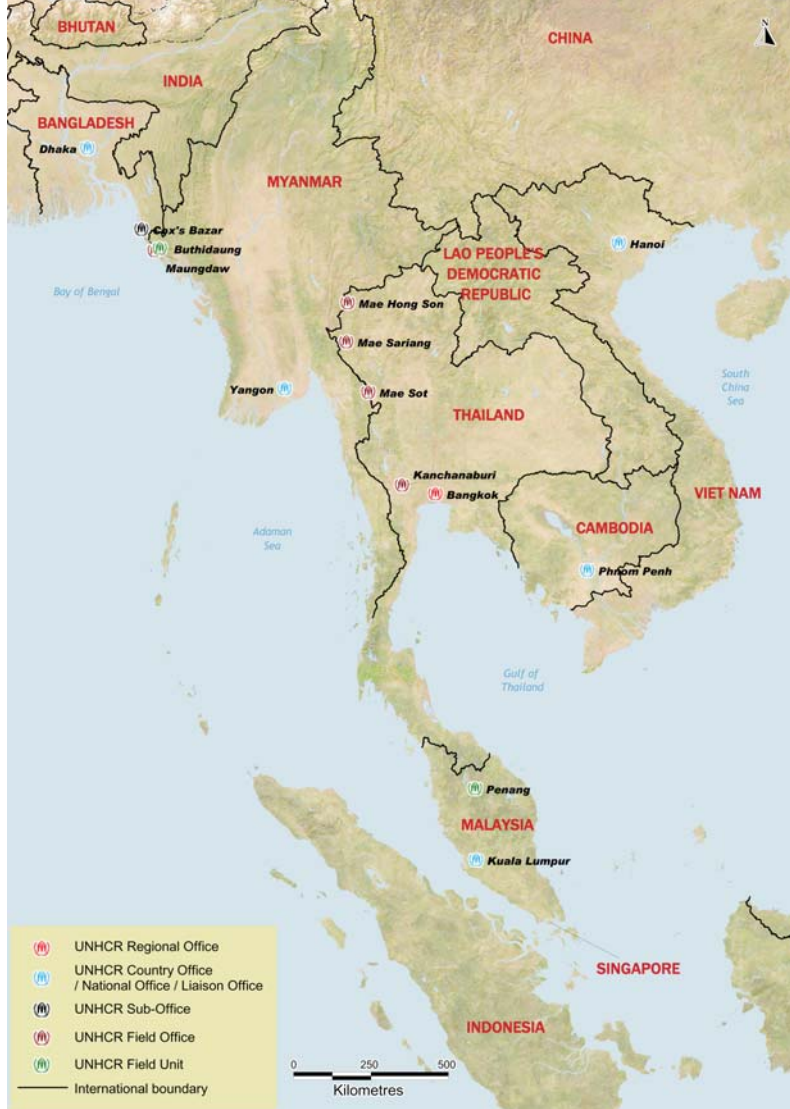 N
BHUTAN
CHINA
INDIA
BANGLADESH
Dhaka
MYANMAR
Cox's Bazar
Buthidaung
Maungdaw
Hanoi
LAO PEOPLE'S
DEMOCRATIC
REPUBLIC
Bay of Bengal
Mae Hong Son
Mae Sariang
Yangon
Mae Sot
South
China
Sea
THAILAND
Kanchanaburi
Bangkok
VIET NAM
CAMBODIA
Adaman
Sea
Phnom Penh
Gulf of
Thailand
Penang
MALAYSIA
Kuala Lumpur
SINGAPORE
INDONESIA
UNHCR Regional Office
UNHCR Country Office
/ National Office / Liaison Office
UNHCR Sub-Office
UNHCR Field Office
UNHCR Field Unit
International boundary
0 250 500
Kilometres